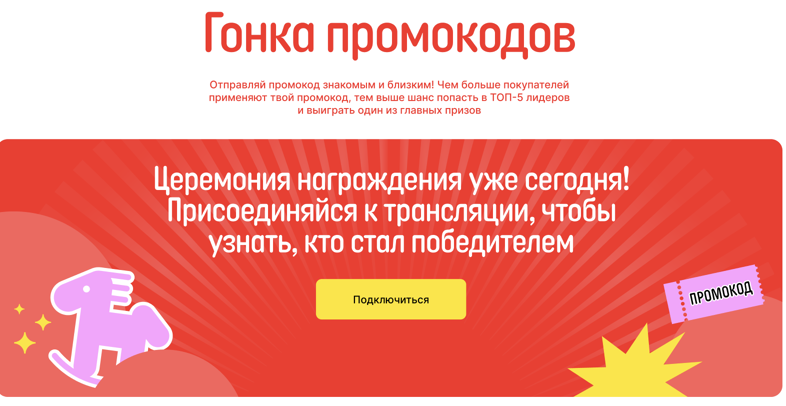 Гонка промокодов
Отправляй промокод знакомым и близким! Чем больше покупателей
применяют твой промокод, тем выше шанс попасть в ТОП-5 лидеров
и выиграть один из главных призов
Церемония награждения уже сегодня!
Присоединяйся к трансляции, чтобы
узнать, кто стал победителем
Подключиться
ПРОМОКОД